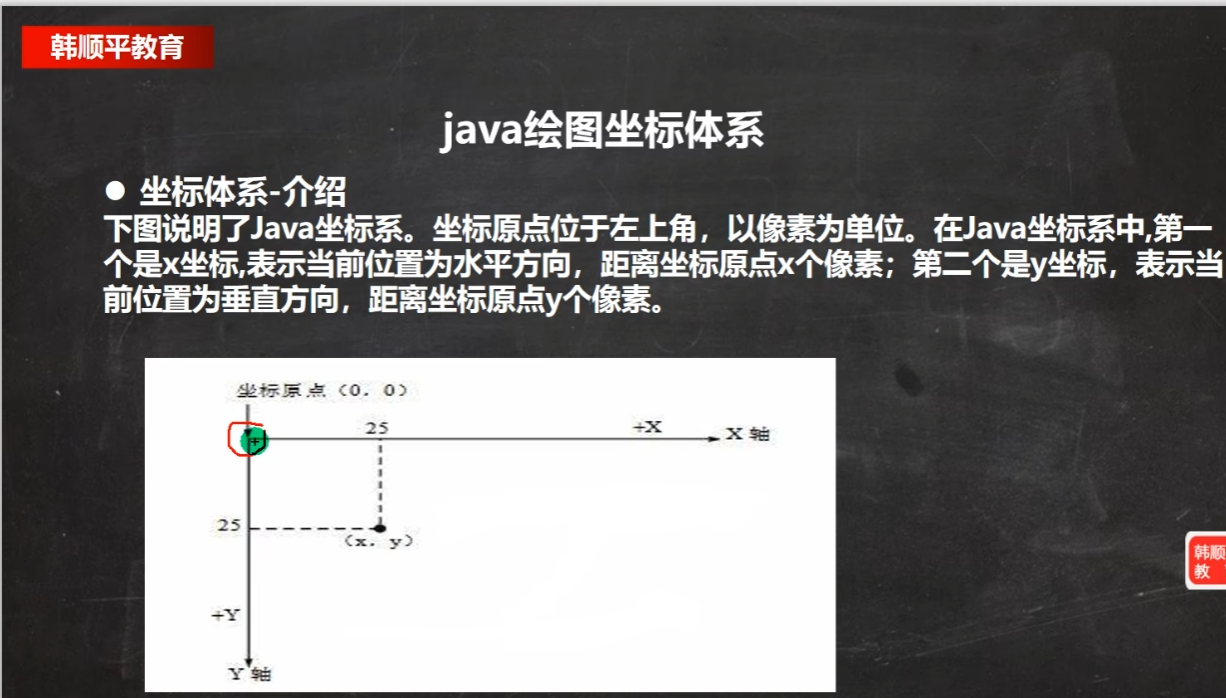 韩顺平教育
java绘图坐标体系
● 坐标体系-介绍
下图说明了Java坐标系。坐标原点位于左上角，以像素为单位。在Java坐标系中,第一
个是x坐标,表示当前位置为水平方向，距离坐标原点x个像素；第二个是y坐标，表示当
前位置为垂直方向，距离坐标原点y个像素。
坐标原点（0．0）
25
+X
X 轴
25
（x．y）
+Y
Y 轴
韩顺
教